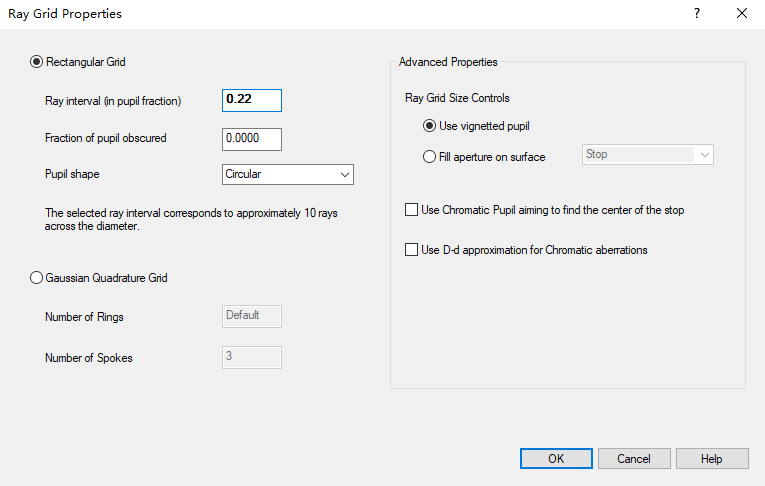 Ray Grid Properties
?
Rectangular Grid
Ray interval (in pupil fraction)
0.22
Fraction of pupil obscured
0.0000
Pupil shape
Circular
The selected ray interval corresponds to approximately 10 rays
across the diameter.
Gaussian Quadrature Grid
Number of Rings
Default
Number of Spokes
3
Advanced Properties
Ray Grid Size Controls
Use vignetted pupil
Fill aperture on surface
Stop
Use Chromatic Pupil aiming to find the center of the stop
Use D-d approximation for Chromatic aberrations
OK
Cancel
Help